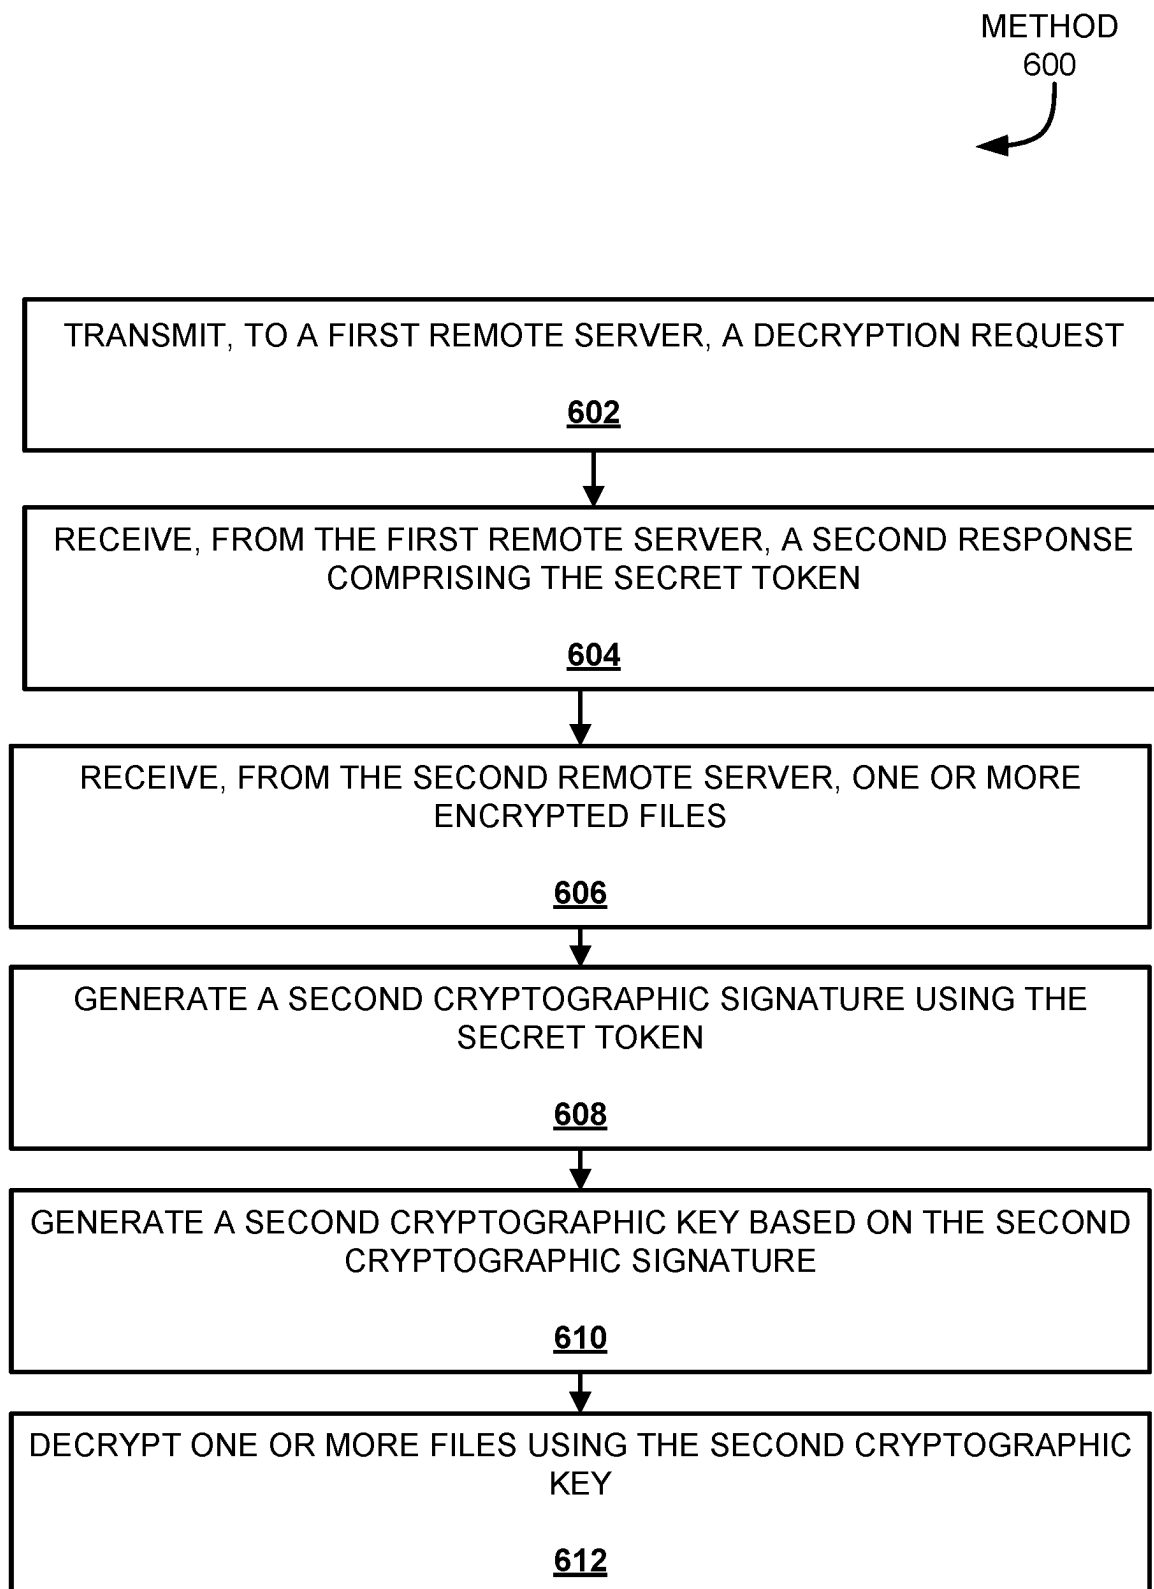 METHOD
600
TRANSMIT, TO A FIRST REMOTE SERVER, A DECRYPTION REQUEST
602
RECEIVE, FROM THE FIRST REMOTE SERVER, A SECOND RESPONSE
COMPRISING THE SECRET TOKEN
604
RECEIVE, FROM THE SECOND REMOTE SERVER, ONE OR MORE
ENCRYPTED FILES
606
GENERATE A SECOND CRYPTOGRAPHIC SIGNATURE USING THE
SECRET TOKEN
608
GENERATE A SECOND CRYPTOGRAPHIC KEY BASED ON THE SECOND
CRYPTOGRAPHIC SIGNATURE
610
DECRYPT ONE OR MORE FILES USING THE SECOND CRYPTOGRAPHIC
KEY
612